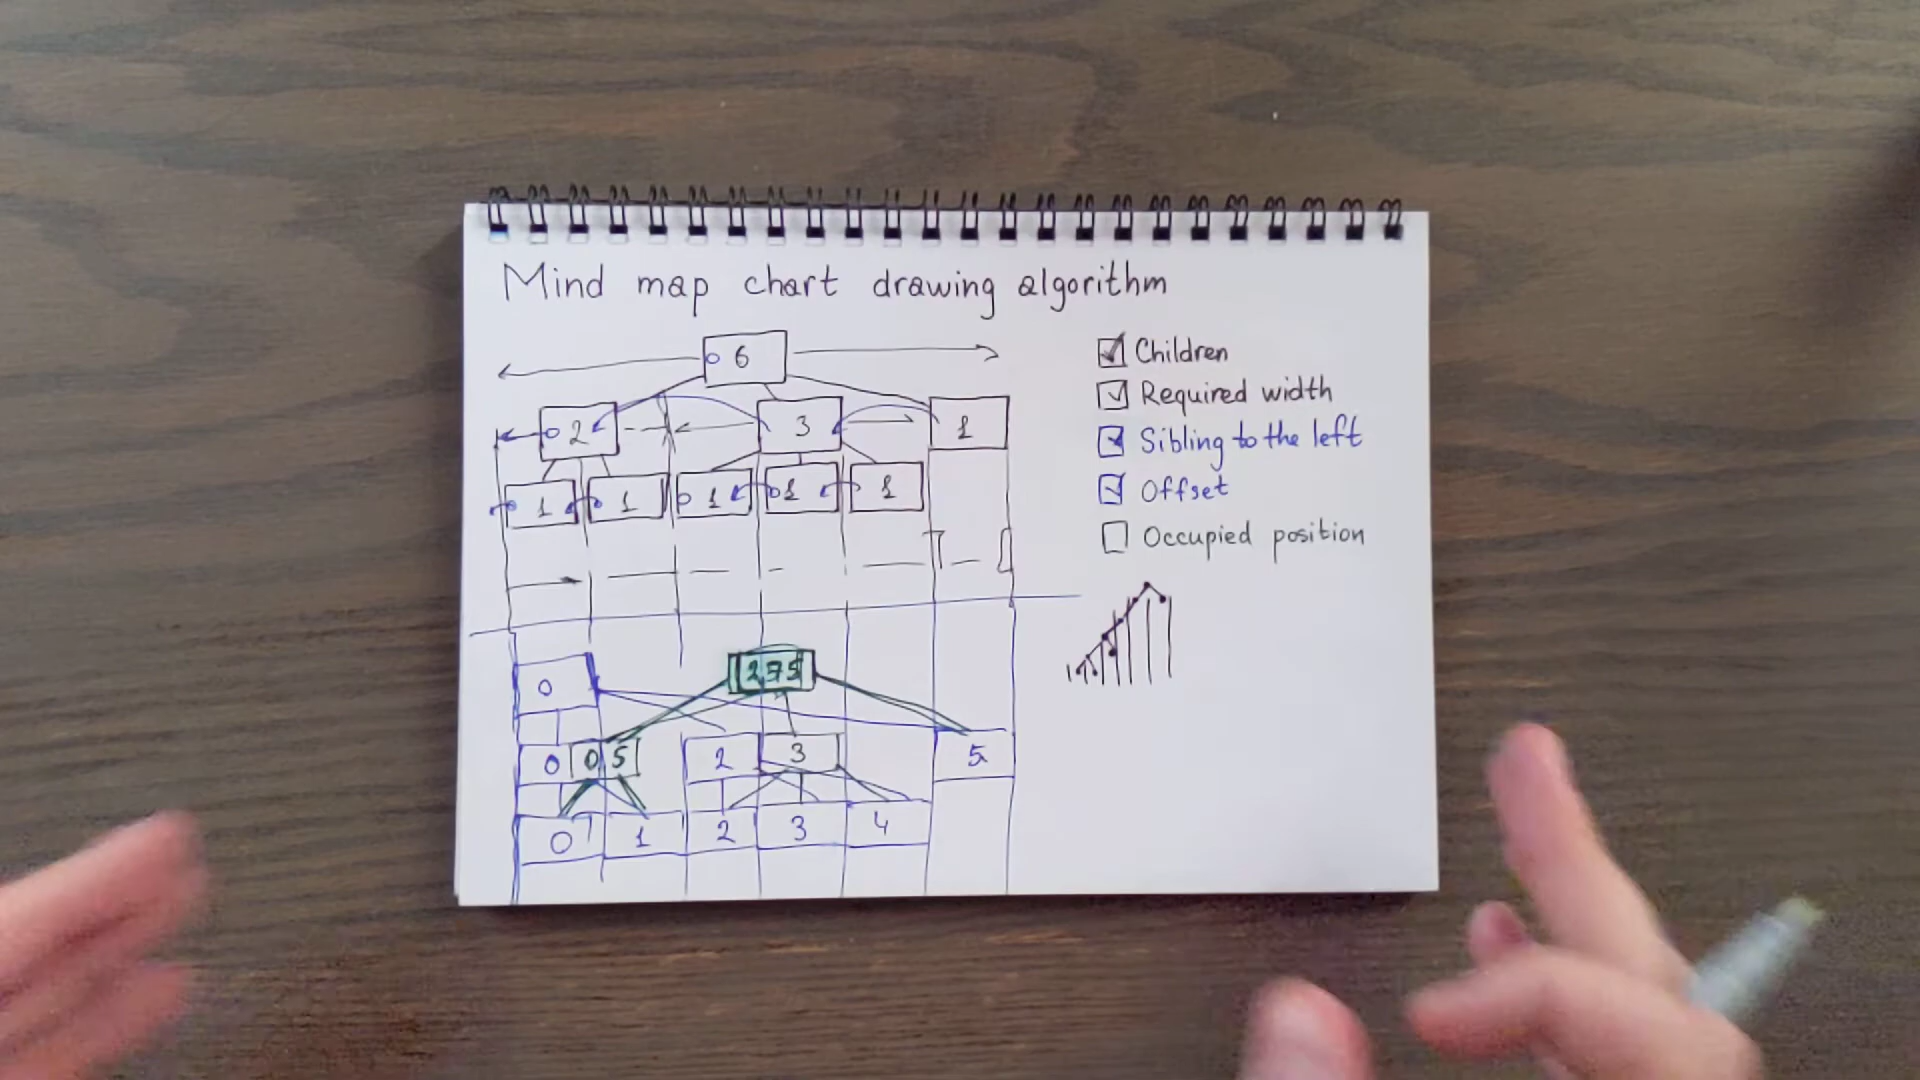 Mind map chart drawing algorithm
6
2 3 1
1 1 1 1 1
Children
Required width
Sibling to the left
Offset
Occupied position
0 2,75
0 0,5 2 3 5
0 1 2 3 4